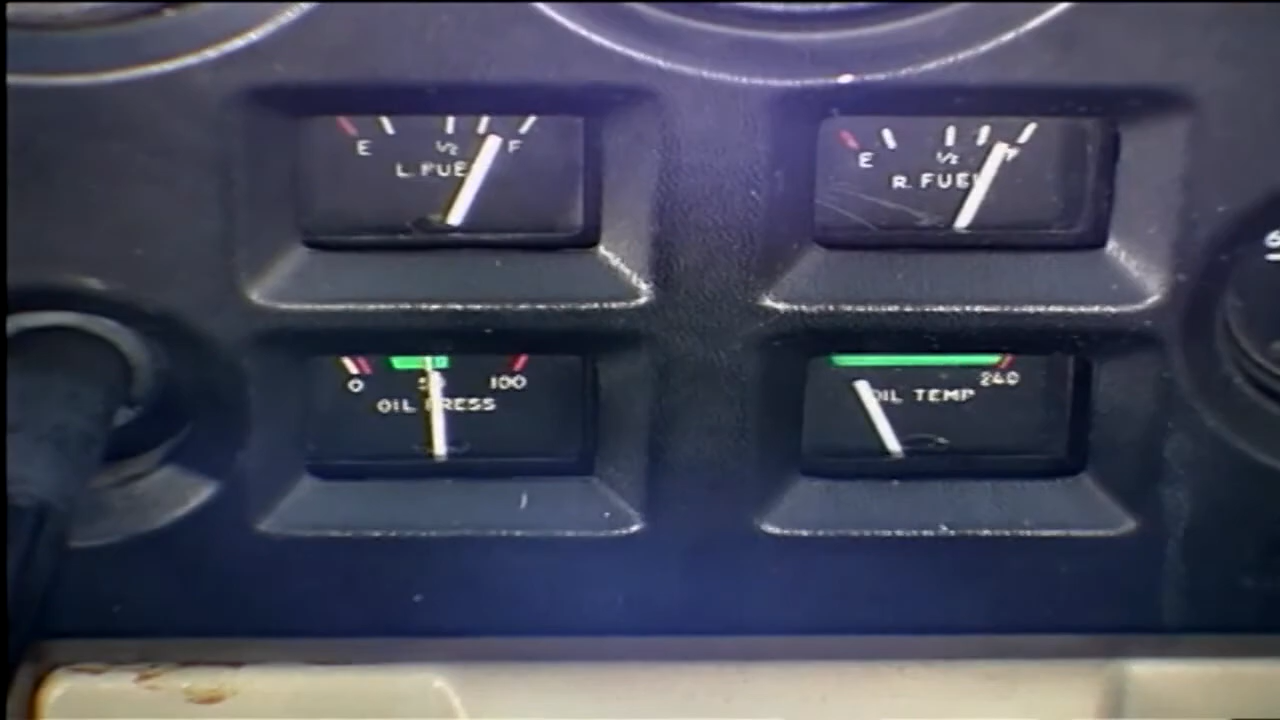 E ½ F
L. FUEL
E ½ F
R. FUEL
0 50 100
OIL PRESS
240
OIL TEMP